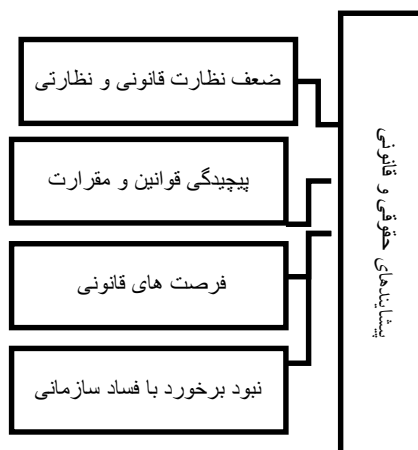 پیشایندهای حقوقی و قانونی
ضعف نظارت قانونی و نظارتی
پیچیدگی قوانین و مقرارت
فرصت های قانونی
نبود برخورد با فساد سازمانی